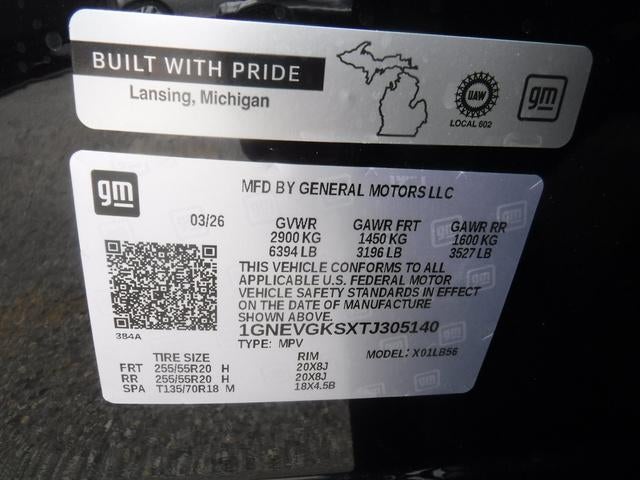 BUILT WITH PRIDE
Lansing, Michigan
UAW
LOCAL 602
gm
gm
MFD BY GENERAL MOTORS LLC
03/26 GVWR GAWR FRT GAWR RR
2900 KG 1450 KG 1600 KG
6394 LB 3196 LB 3527 LB
THIS VEHICLE CONFORMS TO ALL
APPLICABLE U.S. FEDERAL MOTOR
VEHICLE SAFETY STANDARDS IN EFFECT
ON THE DATE OF MANUFACTURE
SHOWN ABOVE.
1GNEVGKSXTJ305140
384A
TYPE: MPV MODEL: X01LB56
TIRE SIZE RIM
FRT 255/55R20 H 20X8J
RR 255/55R20 H 20X8J
SPA T135/70R18 M 18X4.5B